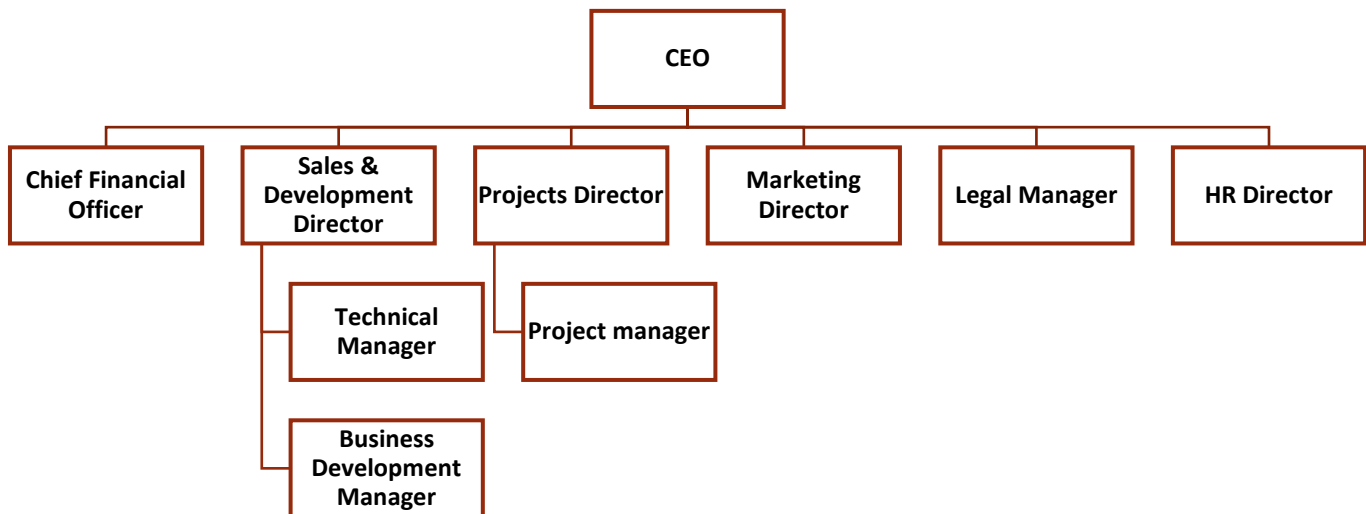 CEO
Chief Financial
Officer
Sales &
Development
Director
Projects Director
Marketing
Director
Legal Manager
HR Director
Technical
Manager
Project manager
Business
Development
Manager